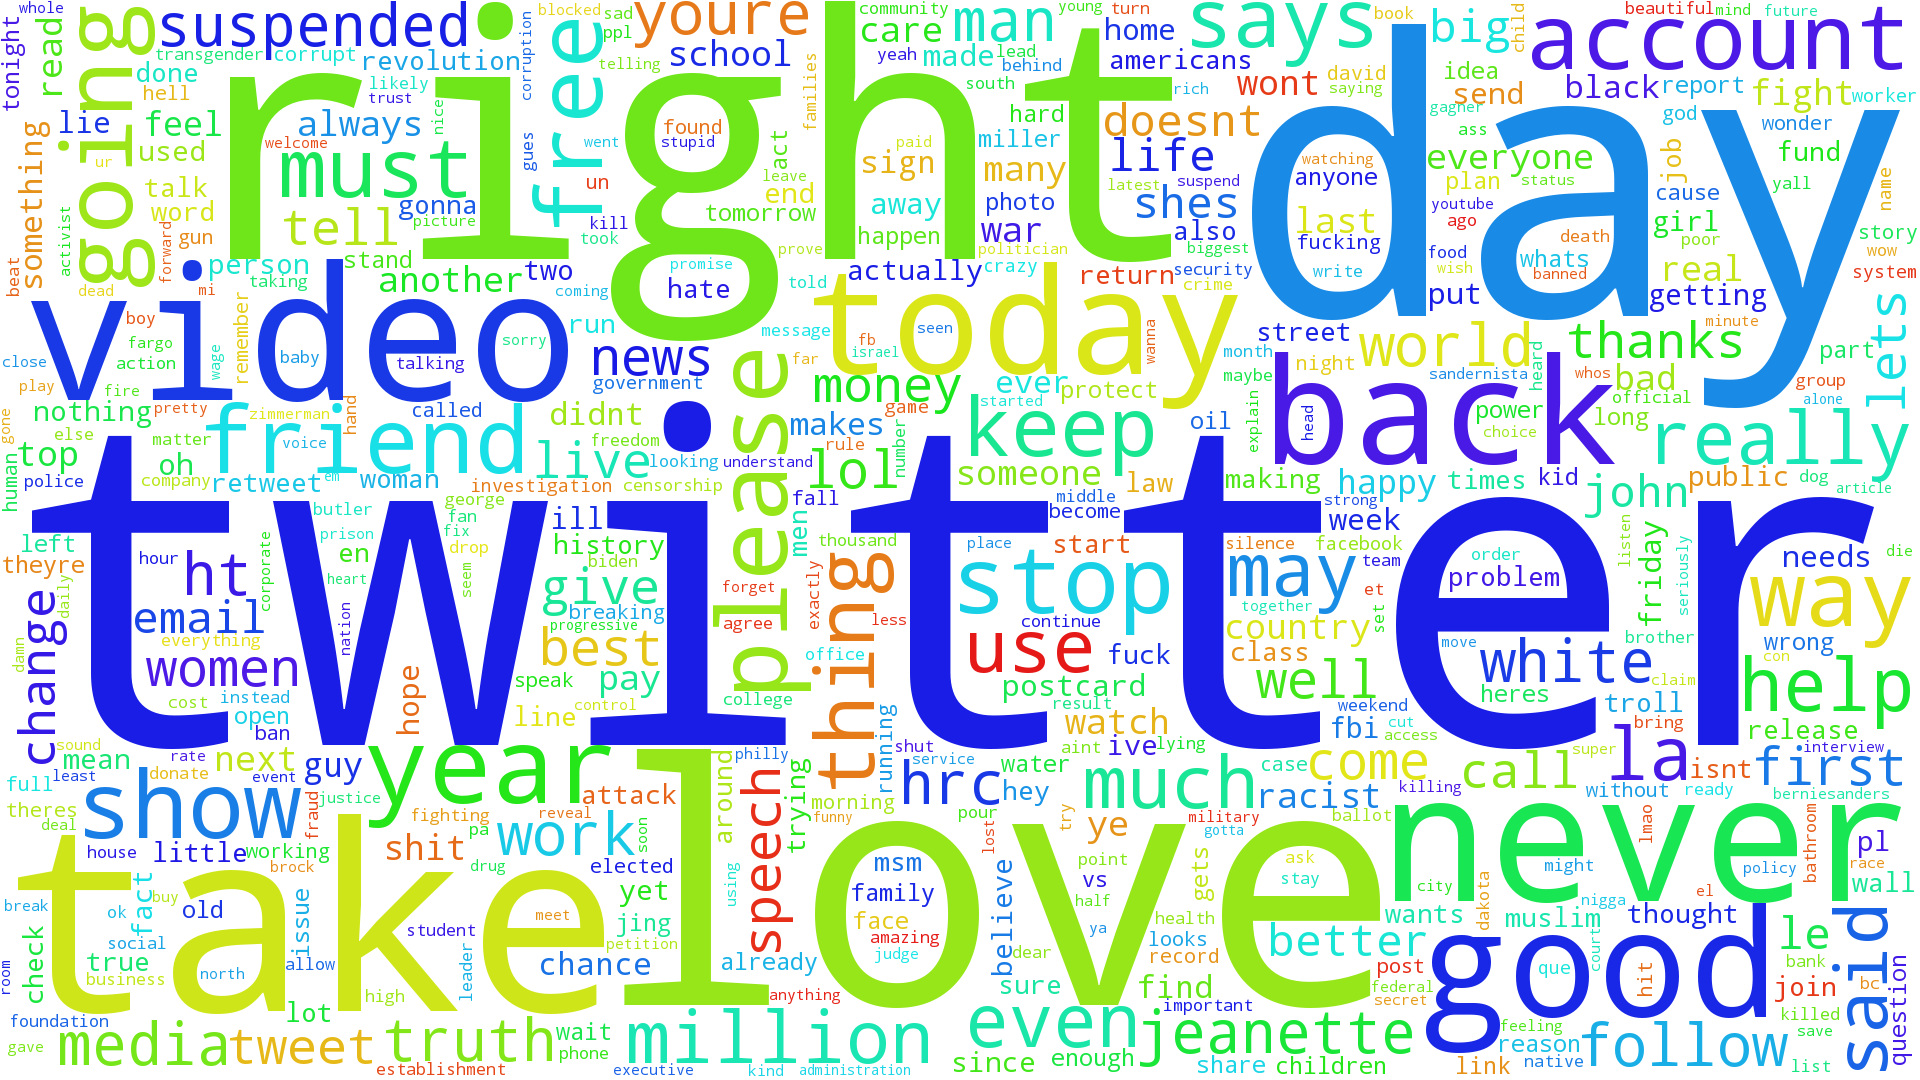 whole
suspended
youre
blocked
sad
ppl
community
young
turn
man
says
big
book
child
account
beautiful
mind
future
tonight
read
going
transgender
corrupt
revolution
corruption
free
telling
school
care
made
yeah
lead
behind
home
americans
families
south
rich
wont
david
saying
idea
send
black
report
fight
worker
done
hell
likely
trust
nice
right
day
gagner
ass
god
wonder
lie
feel
always
welcome
found
stupid
act
paid
miller
hard
doesnt
watching
everyone
job
fund
something
used
ur
must
gues
went
un
leave
sign
many
latest
life
suspend
anyone
plan
status
cause
yall
name
talk
word
gonna
picture
kill
tomorrow
end
away
photo
shes
youtube
ago
girl
story
activist
gun
tell
took
prove
happen
war
also
last
fucking
food
death
whats
poor
wow
beat
forward
person
stand
promise
politician
biggest
write
wish
banned
real
system
dead
mi
taking
another
two
coming
hate
told
actually
crazy
return
security
crime
put
getting
video
boy
run
message
today
seen
street
minute
fargo
action
wage
remember
baby
talking
sorry
news
please
far
fb
israel
wanna
month
night
world
thanks
part
lets
close
play
fire
government
money
ever
protect
maybe
back
sandernista
heard
whos
bad
group
nothing
pretty
zimmerman
hand
called
didnt
game
started
explain
head
power
official
alone
gone
else
matter
friend
voice
freedom
makes
keep
oil
choice
long
really
top
oh
live
looking
understand
rule
number
lol
human
police
company
retweet
em
woman
investigation
censorship
someone
law
making
happy
times
kid
john
public
dog
article
twitter
butler
george
fan
fix
fall
middle
become
strong
week
left
theyre
ht
hour
prison
en
drop
ill
history
men
thousand
place
start
silence
facebook
team
order
friday
listen
needs
die
change
daily
email
corporate
heart
seem
biden
give
forget
exactly
thing
stop
may
et
problem
seriously
way
damn
everything
nation
breaking
progressive
agree
less
continue
together
country
set
white
brother
wrong
women
best
office
use
fuck
class
move
con
cost
instead
hope
speak
pay
college
postcard
well
heres
claim
help
open
ban
line
control
running
result
watch
weekend
fbi
cut
access
troll
bring
release
sound
mean
rate
next
year
guy
philly
shut
aint
ive
lying
come
super
la
interview
full
least
donate
event
around
speech
trying
service
water
case
call
isnt
first
theres
show
fraud
justice
attack
morning
hrc
hey
much
racist
killing
without
ready
berniesanders
deal
fighting
reveal
funny
pour
try
military
gotta
ballot
never
lmao
bathroom
house
little
working
pa
shit
work
soon
lost
ye
pl
take
love
brock
drug
elected
msm
point
ask
might
policy
race
break
fact
buy
yet
using
family
vs
half
gets
stay
city
dakota
el
nigga
wall
ok
old
issue
meet
jing
face
believe
ya
health
wants
muslim
thought
check
social
student
petition
amazing
looks
better
good
le
said
true
north
allow
leader
chance
already
judge
dear
record
post
que
court
hit
bank
room
business
high
anything
sure
find
federal
join
bc
question
foundation
lot
wait
million
even
important
secret
killed
gave
media
tweet
truth
phone
since
enough
jeanette
feeling
reason
follow
save
establishment
executive
kind
administration
share
children
link
native
list